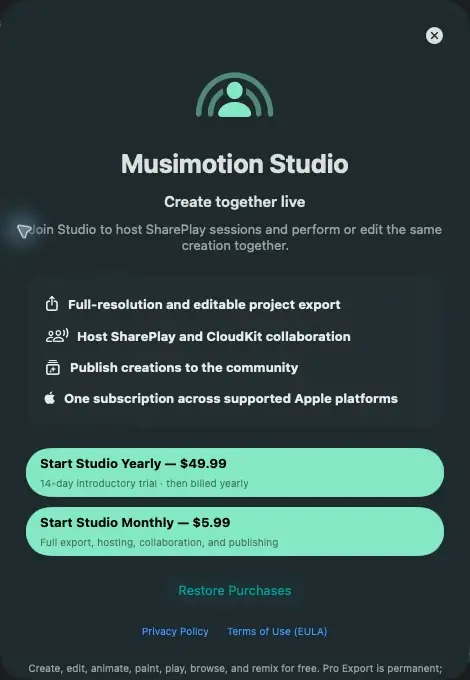 Musimotion Studio
Create together live
Join Studio to host SharePlay sessions and perform or edit the same
creation together.
Full-resolution and editable project export
Host SharePlay and CloudKit collaboration
Publish creations to the community
One subscription across supported Apple platforms
Start Studio Yearly — $49.99
14-day introductory trial · then billed yearly
Start Studio Monthly — $5.99
Full export, hosting, collaboration, and publishing
Restore Purchases
Privacy Policy Terms of Use (EULA)
Create, edit, animate, paint, play, browse, and remix for free. Pro Export is permanent;